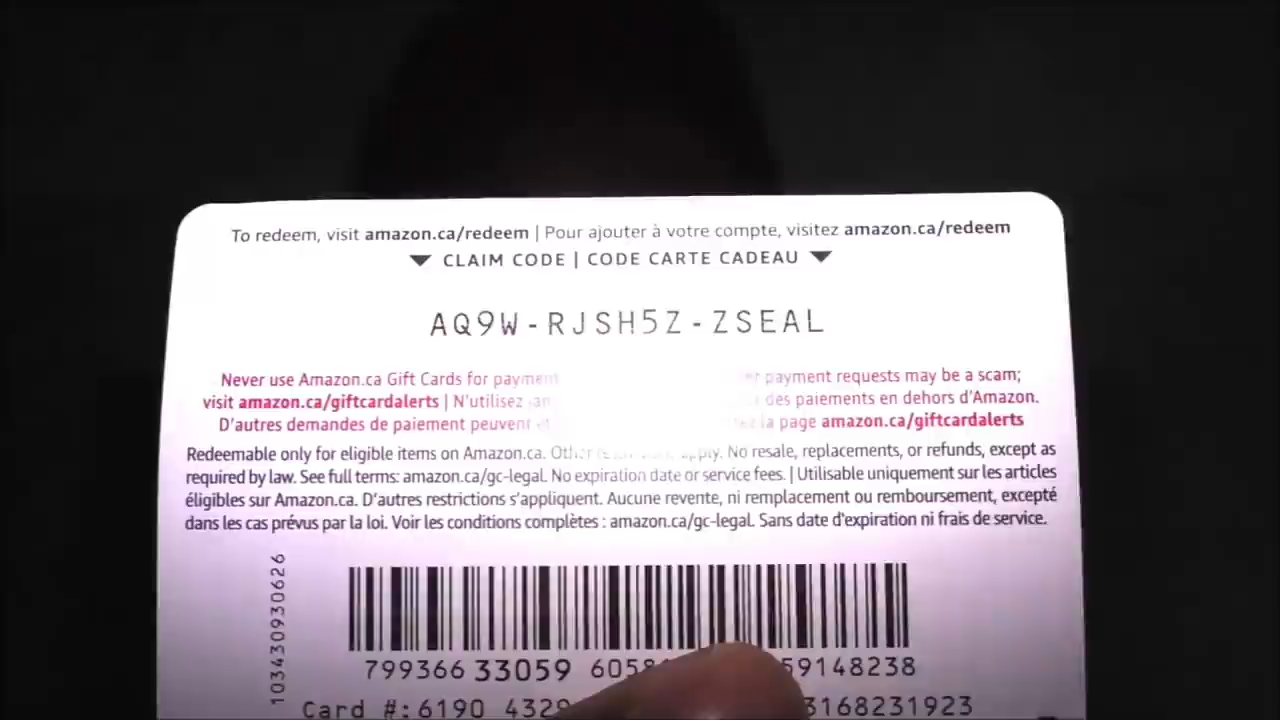 To redeem, visit amazon.ca/redeem | Pour ajouter à votre compte, visitez amazon.ca/redeem
CLAIM CODE | CODE CARTE CADEAU
AQ9W-RJSH5Z-ZSEAL
Never use Amazon.ca Gift Cards for payment payment requests may be a scam;
visit amazon.ca/giftcardalerts | N'utilisez des paiements en dehors d'Amazon.
D'autres demandes de paiement peuvent la page amazon.ca/giftcardalerts
Redeemable only for eligible items on Amazon.ca. apply. No resale, replacements, or refunds, except as
required by law. See full terms: amazon.ca/gc-legal. No expiration date or service fees. | Utilisable uniquement sur les articles
éligibles sur Amazon.ca. D'autres restrictions s'appliquent. Aucune revente, ni remplacement ou remboursement, excepté
dans les cas prévus par la loi. Voir les conditions complètes : amazon.ca/gc-legal. Sans date d'expiration ni frais de service.
103430930626
799366 33059
Card #: 6190